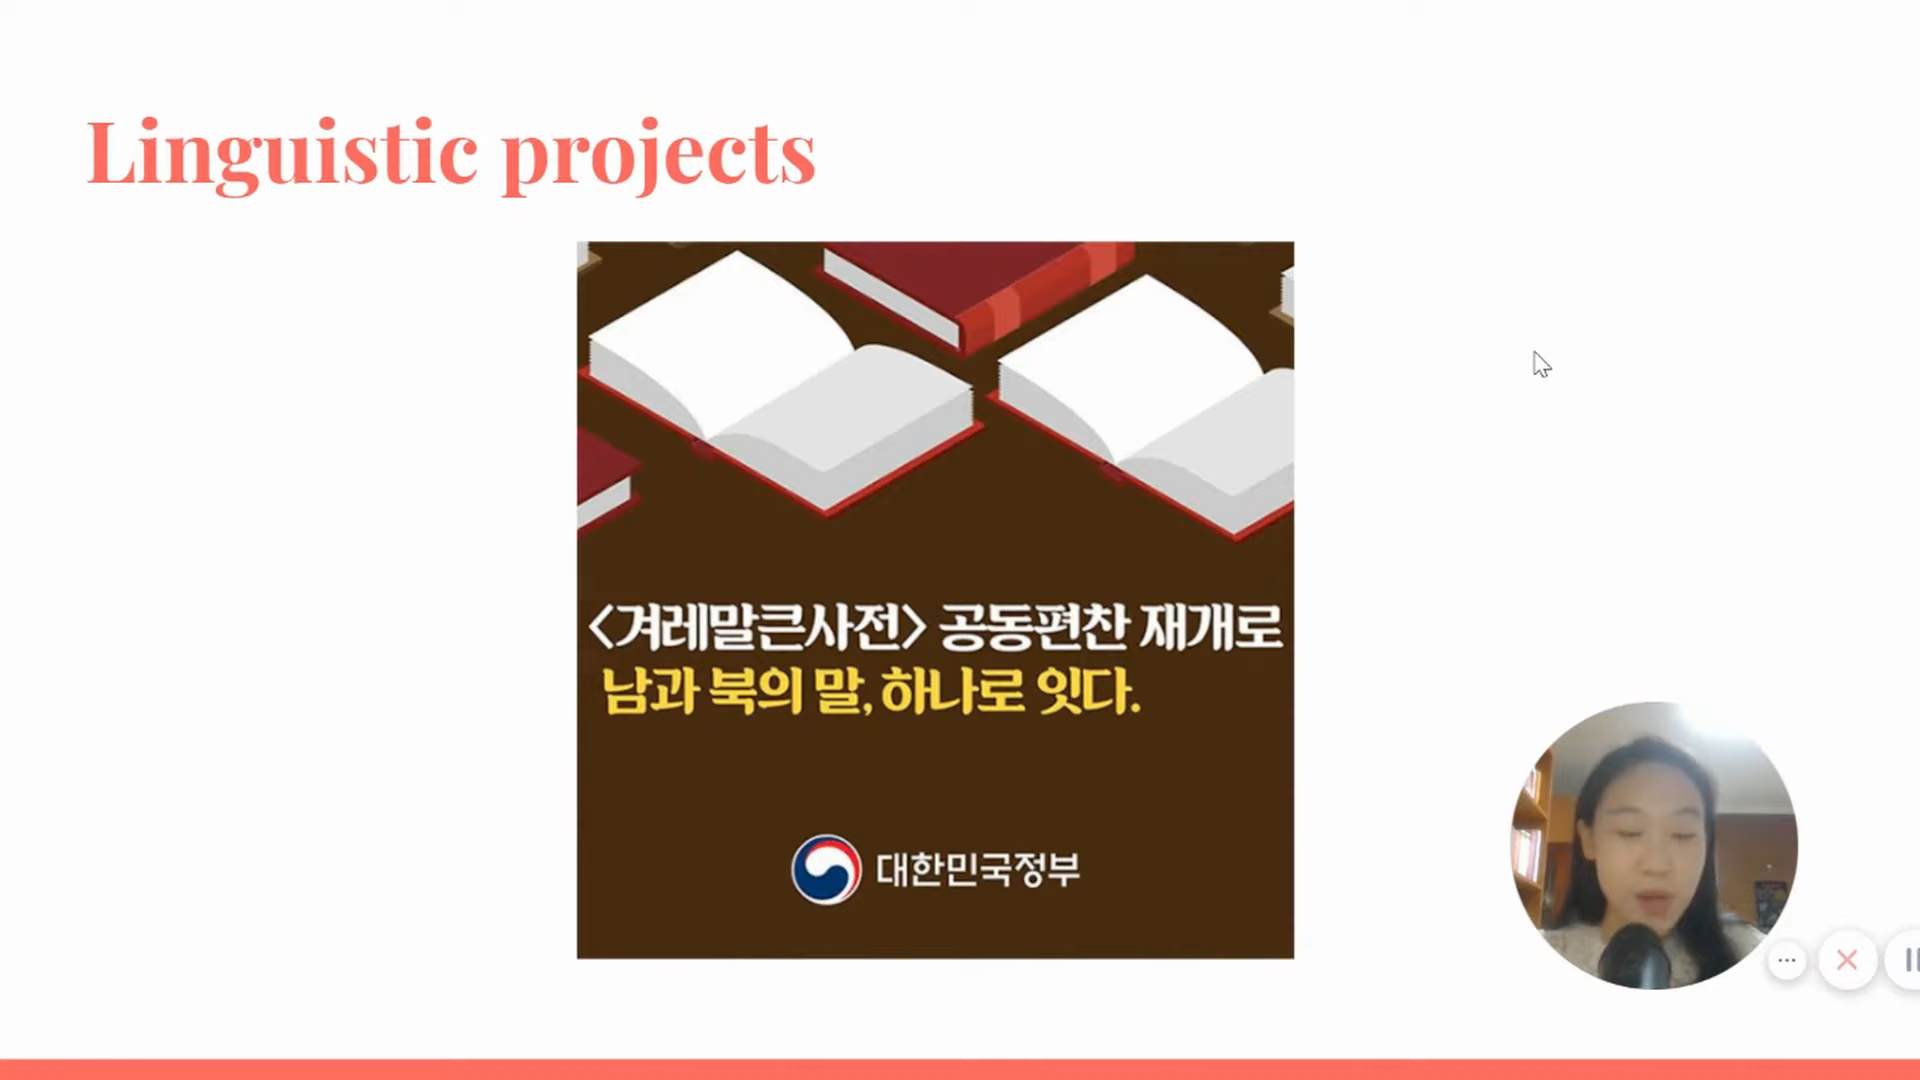 Linguistic projects
<겨레말큰사전> 공동편찬 재개로
남과 북의 말, 하나로 잇다.
대한민국정부